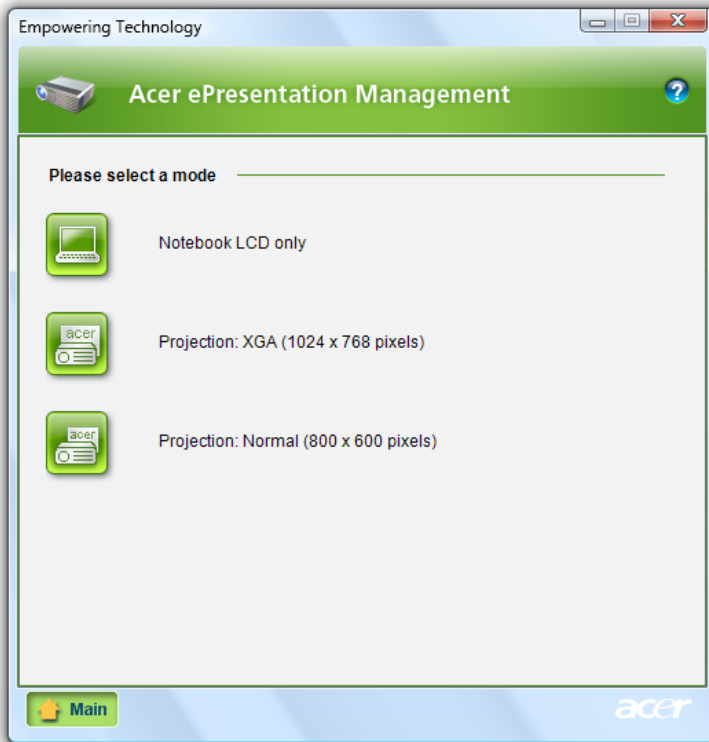 Empowering Technology
Acer ePresentation Management
?
Please select a mode
Notebook LCD only
acer
Projection: XGA (1024 x 768 pixels)
acer
Projection: Normal (800 x 600 pixels)
Main
acer